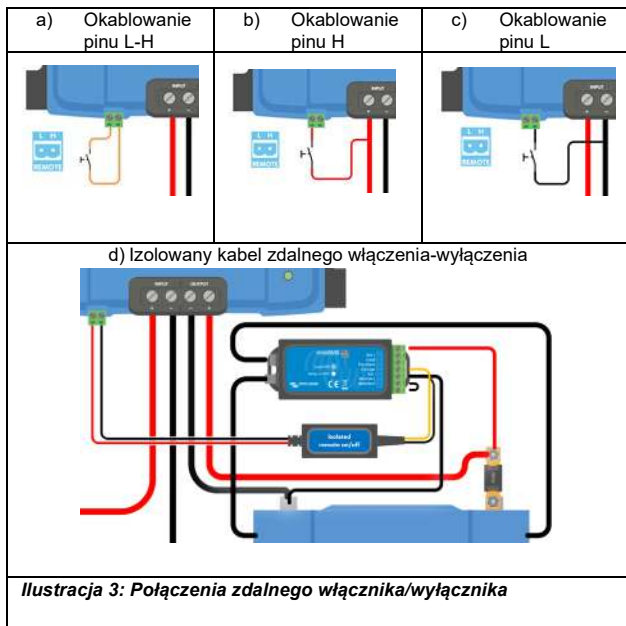 a) Okablowanie
pinu L-H
b) Okablowanie
pinu H
c) Okablowanie
pinu L
INPUT
L H
REMOTE
INPUT
L H
REMOTE
INPUT
L H
REMOTE
d) Izolowany kabel zdalnego włączenia-wyłączenia
INPUT OUTPUT
Isolated
remote on/off
Ilustracja 3: Połączenia zdalnego włącznika/wyłącznika